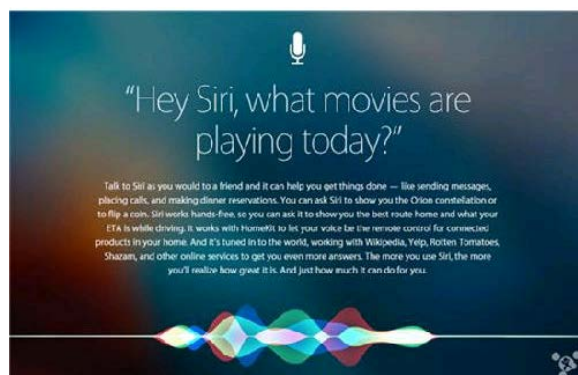 “Hey Siri, what movies are
playing today?”
Talk to Siri as you would to a friend and it can help you get things done — like sending messages,
placing calls, and making dinner reservations. You can ask Siri to show you the Orion constellation or
to flip a coin. Siri works hands-free, so you can ask it to show you the best route home and what your
ETA is while driving. It works with HomeKit to let your voice be the remote control for connected
products in your home. And it’s tuned in to the world, working with Wikipedia, Yelp, Rotten Tomatoes,
Shazam, and other online services to get you even more answers. The more you use Siri, the more
you’ll realize how great it is. And just how much it can do for you.